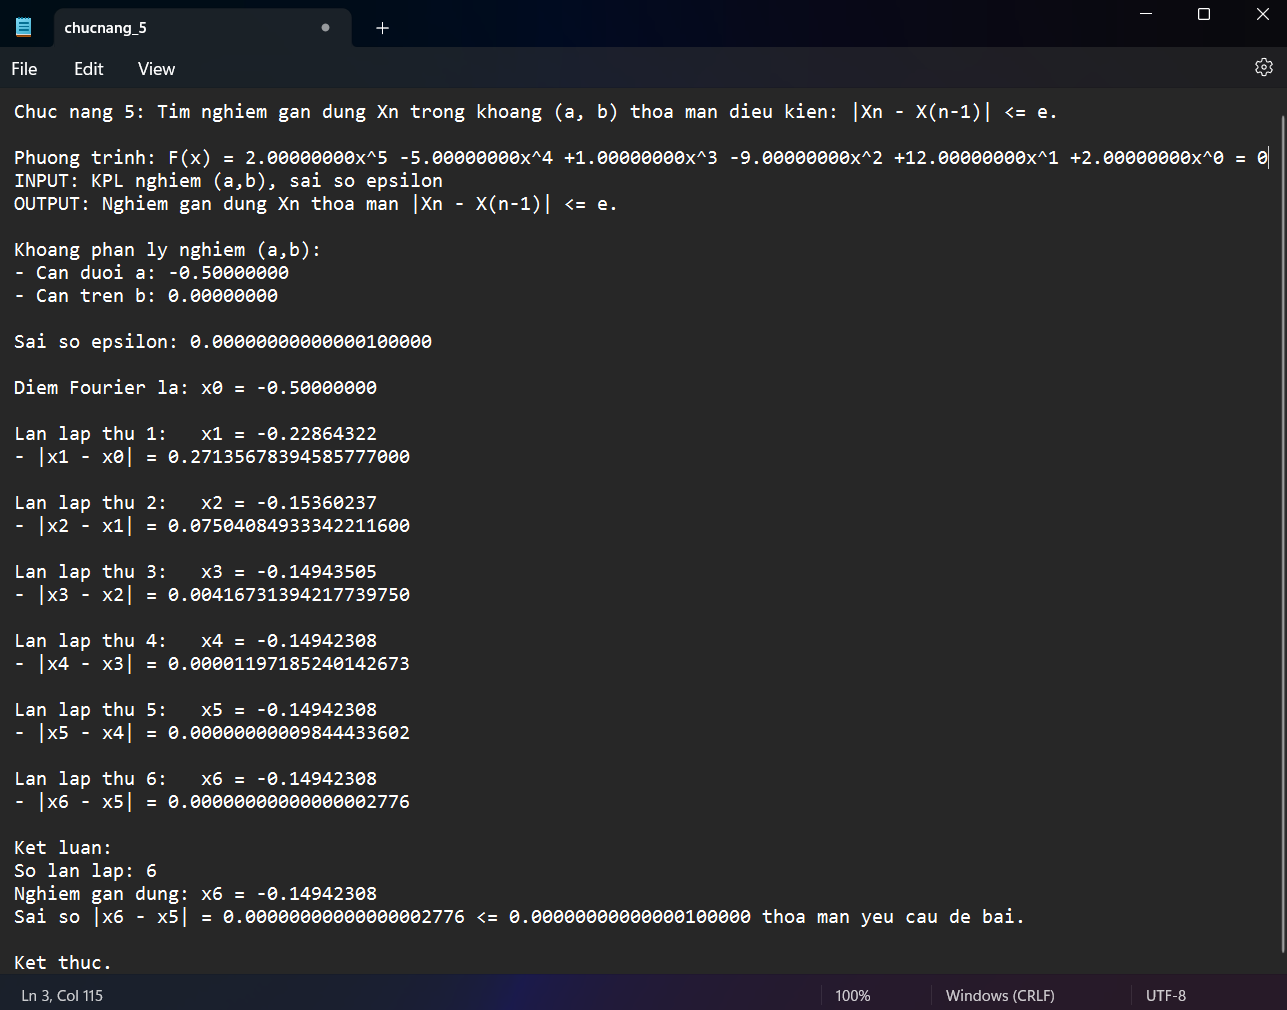 chucnang_5
File Edit View
Chuc nang 5: Tim nghiem gan dung Xn trong khoang (a, b) thoa man dieu kien: |Xn - X(n-1)| <= e.
Phuong trinh: F(x) = 2.00000000x^5 -5.00000000x^4 +1.00000000x^3 -9.00000000x^2 +12.00000000x^1 +2.00000000x^0 = 0
INPUT: KPL nghiem (a,b), sai so epsilon
OUTPUT: Nghiem gan dung Xn thoa man |Xn - X(n-1)| <= e.
Khoang phan ly nghiem (a,b):
- Can duoi a: -0.50000000
- Can tren b: 0.00000000
Sai so epsilon: 0.00000000000000100000
Diem Fourier la: x0 = -0.50000000
Lan lap thu 1:   x1 = -0.22864322
- |x1 - x0| = 0.27135678394585777000
Lan lap thu 2:   x2 = -0.15360237
- |x2 - x1| = 0.07504084933342211600
Lan lap thu 3:   x3 = -0.14943505
- |x3 - x2| = 0.00416731394217739750
Lan lap thu 4:   x4 = -0.14942308
- |x4 - x3| = 0.00001197185240142673
Lan lap thu 5:   x5 = -0.14942308
- |x5 - x4| = 0.00000000009844433602
Lan lap thu 6:   x6 = -0.14942308
- |x6 - x5| = 0.00000000000000002776
Ket luan:
So lan lap: 6
Nghiem gan dung: x6 = -0.14942308
Sai so |x6 - x5| = 0.00000000000000002776 <= 0.00000000000000100000 thoa man yeu cau de bai.
Ket thuc.
Ln 3, Col 115 100% Windows (CRLF) UTF-8